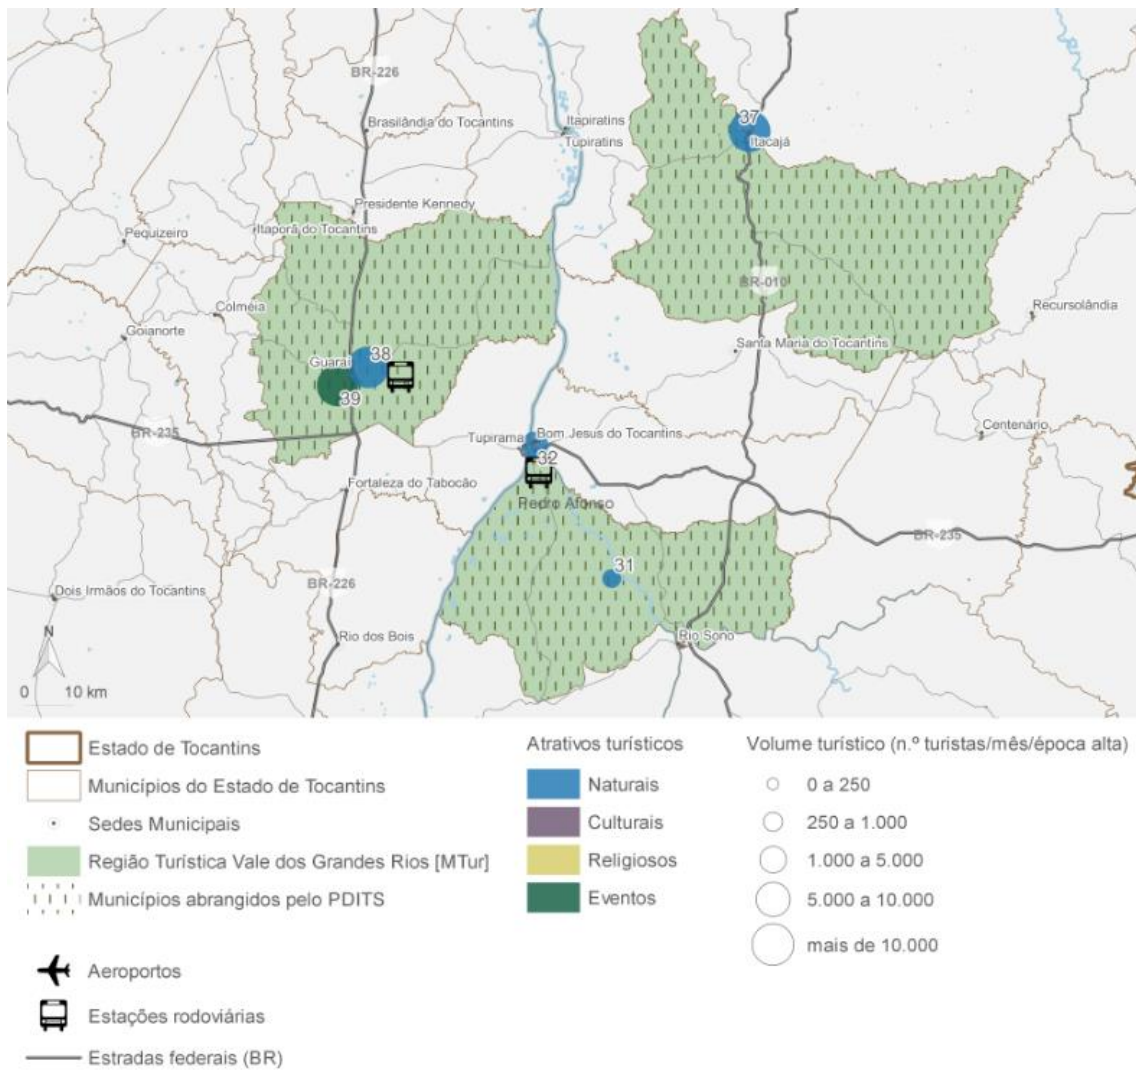 37
BR-226
Itapiratins
Brasilândia do Tocantins
Tupiratins
Itacajá
Presidente Kennedy
Itaporã do Tocantins
Pequizeiro
BR-010
Colméia
Recursolândia
Goianorte
Santa Maria do Tocantins
38
Guaraí
39
BR-235
Tupirama
Bom Jesus do Tocantins
Centenário
32
Fortaleza do Tabocão
Pedro Afonso
BR-235
31
BR-226
Dois Irmãos do Tocantins
N
Rio dos Bois
Rio Sono
0 10 km
Estado de Tocantins
Municípios do Estado de Tocantins
Sedes Municipais
Região Turística Vale dos Grandes Rios [MTur]
Municípios abrangidos pelo PDITS
Aeroportos
Estações rodoviárias
Estradas federais (BR)
Atrativos turísticos
Naturais
Culturais
Religiosos
Eventos
Volume turístico (n.º turistas/mês/época alta)
0 a 250
250 a 1.000
1.000 a 5.000
5.000 a 10.000
mais de 10.000